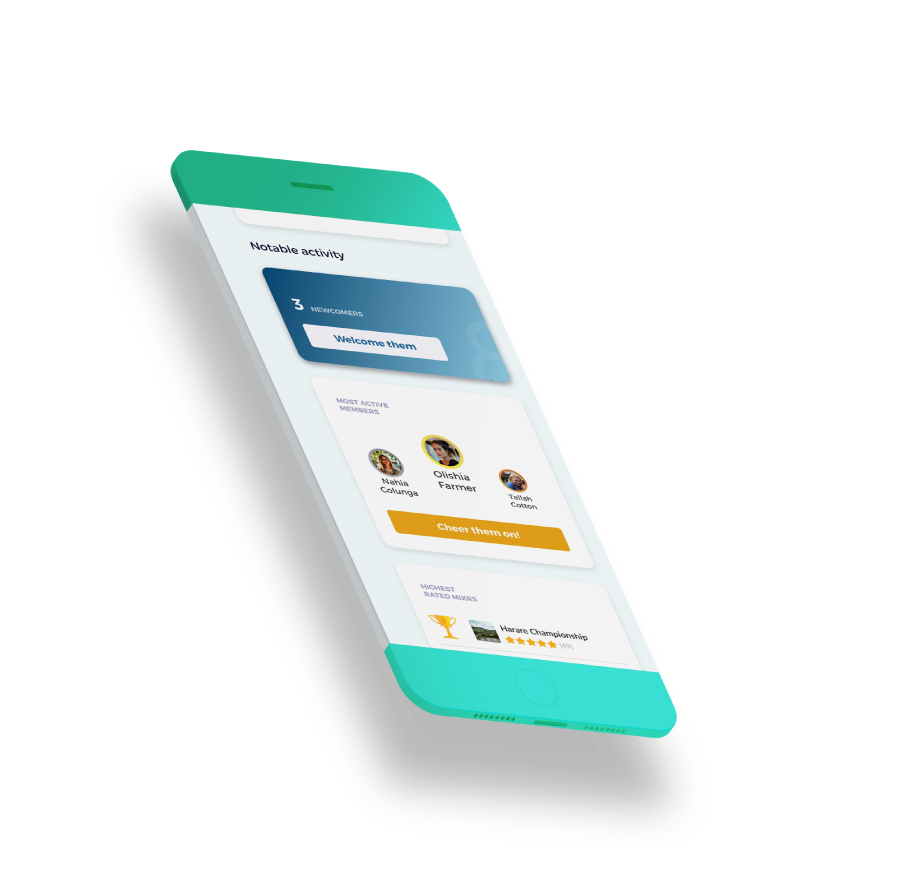 Notable activity
3 NEWCOMERS
Welcome them
MOST ACTIVE
MEMBERS
Nahia
Colunga
Olishia
Farmer
Tallah
Cotton
Cheer them on!
HIGHEST
RATED MIXRS
Harare Championship
(69)